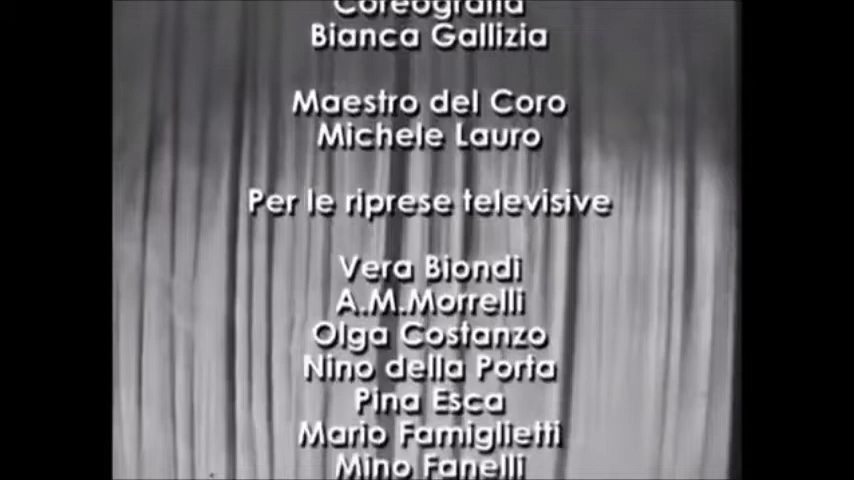 Coreografia
Bianca Gallizia
Maestro del Coro
Michele Lauro
Per le riprese televisive
Vera Biondi
A.M.Morrelli
Olga Costanzo
Nino della Porta
Pina Esca
Mario Famiglietti
Mino Fanelli